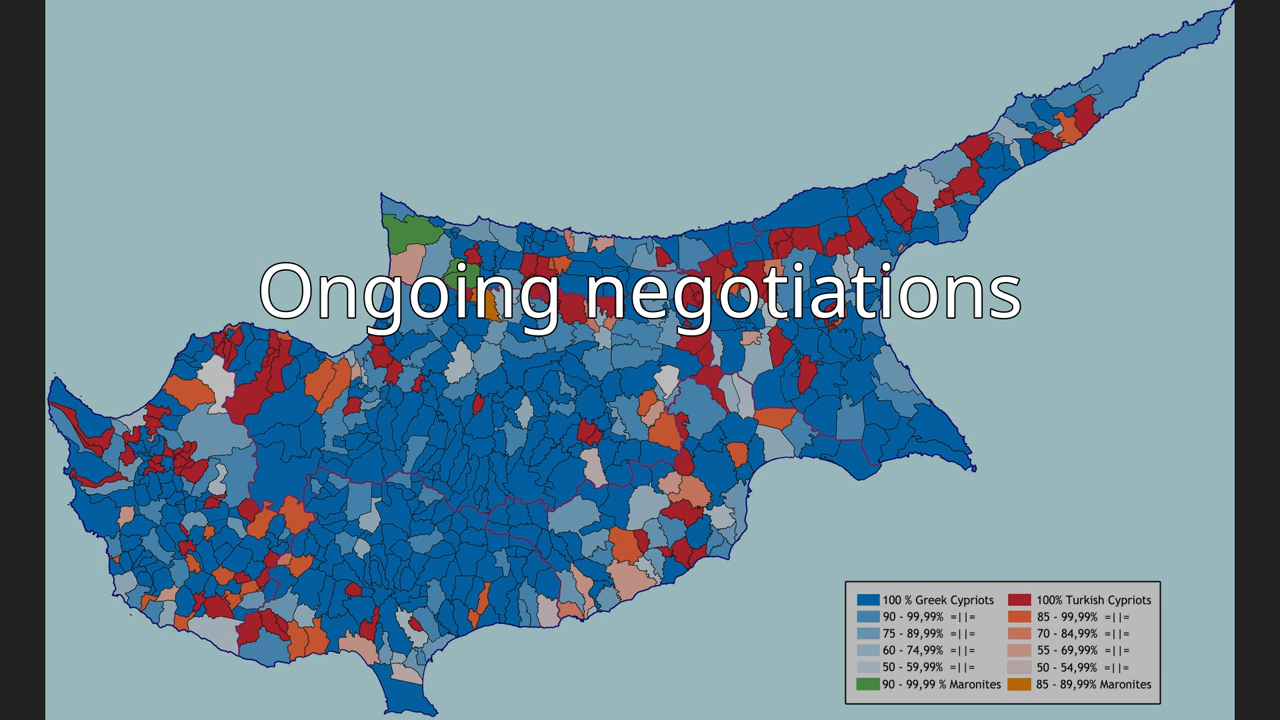 Ongoing negotiations
100 % Greek Cypriots
90 - 99,99% =||=
75 - 89,99% =||=
60 - 74,99% =||=
50 - 59,99% =||=
90 - 99,99 % Maronites
100% Turkish Cypriots
85 - 99,99% =||=
70 - 84,99% =||=
55 - 69,99% =||=
50 - 54,99% =||=
85 - 89,99% Maronites